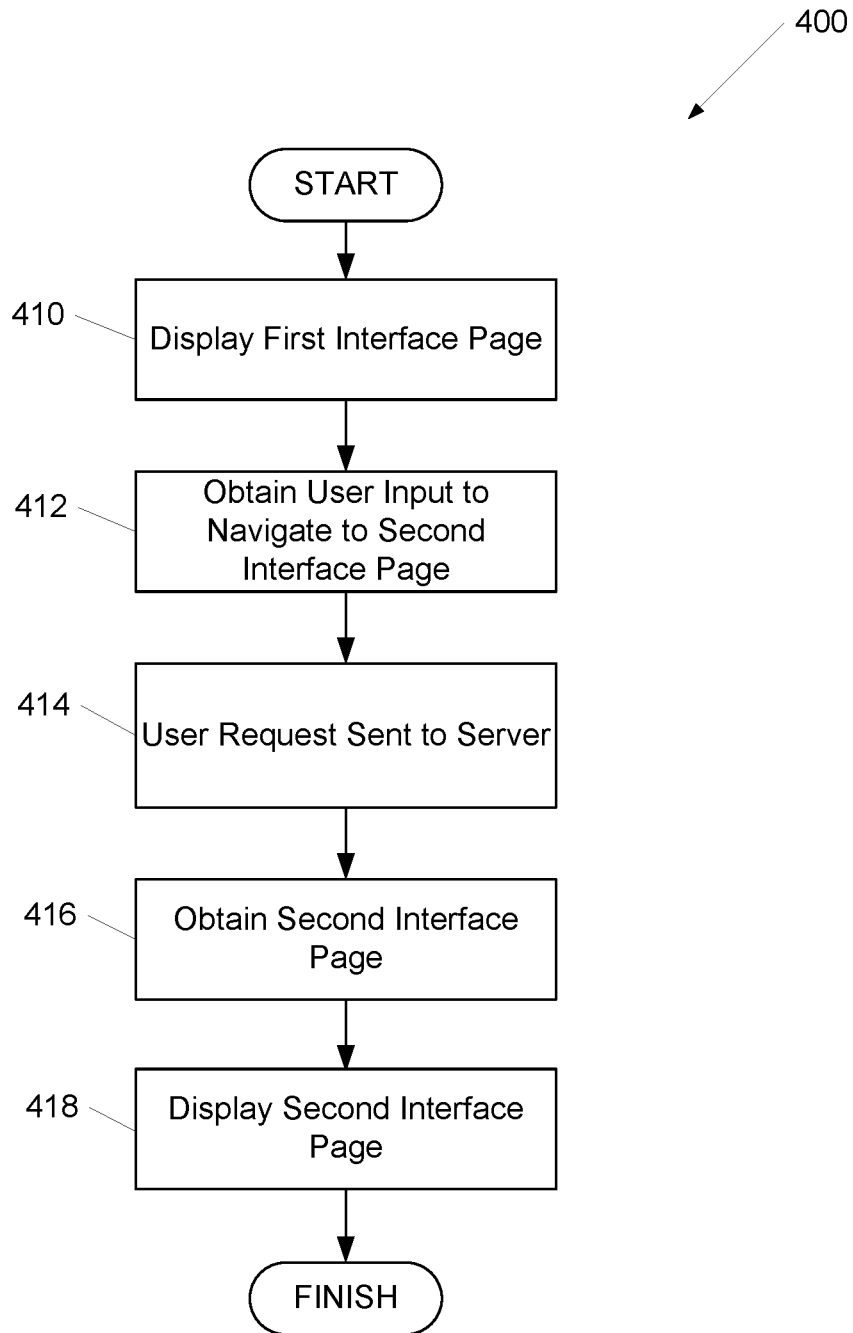 400
START
410
Display First Interface Page
412
Obtain User Input to
Navigate to Second
Interface Page
414
User Request Sent to Server
416
Obtain Second Interface
Page
418
Display Second Interface
Page
FINISH